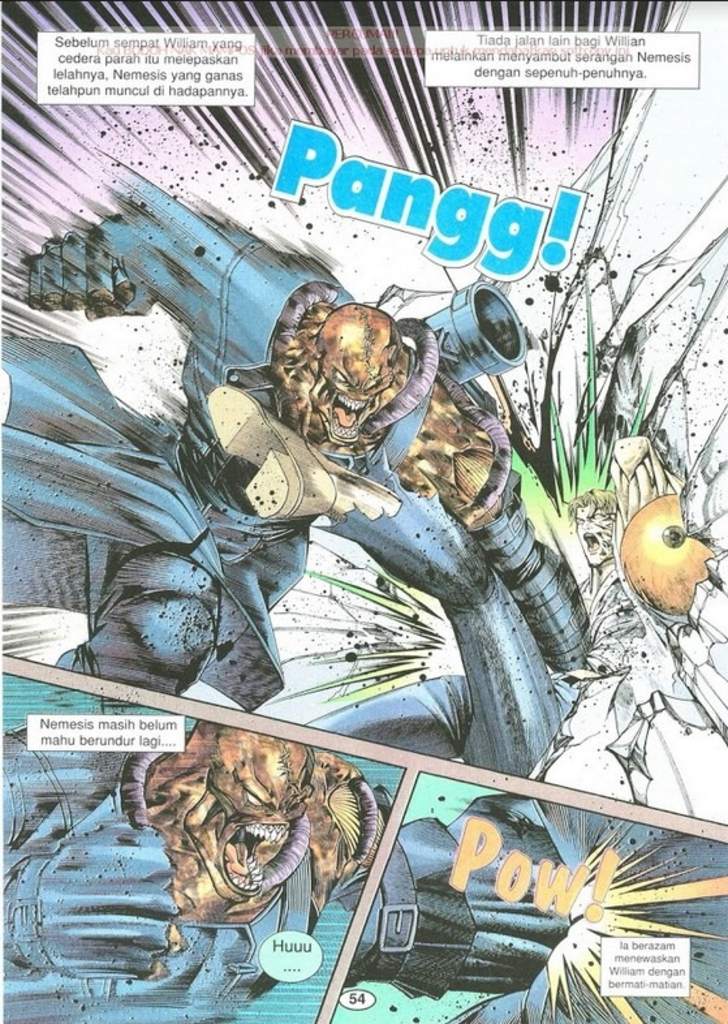 PERCUMA!!!
Sebelum sempat William yang
cedera parah itu melepaskan
lelahnya, Nemesis yang ganas
telahpun muncul di hadapannya.
Tiada jalan lain bagi Willian
melainkan menyambut serangan Nemesis
dengan sepenuh-penuhnya.
Pangg!
Nemesis masih belum
mahu berundur lagi....
Huuu
....
Pow!
Ia berazam
menewaskan
William dengan
bermati-matian.
54